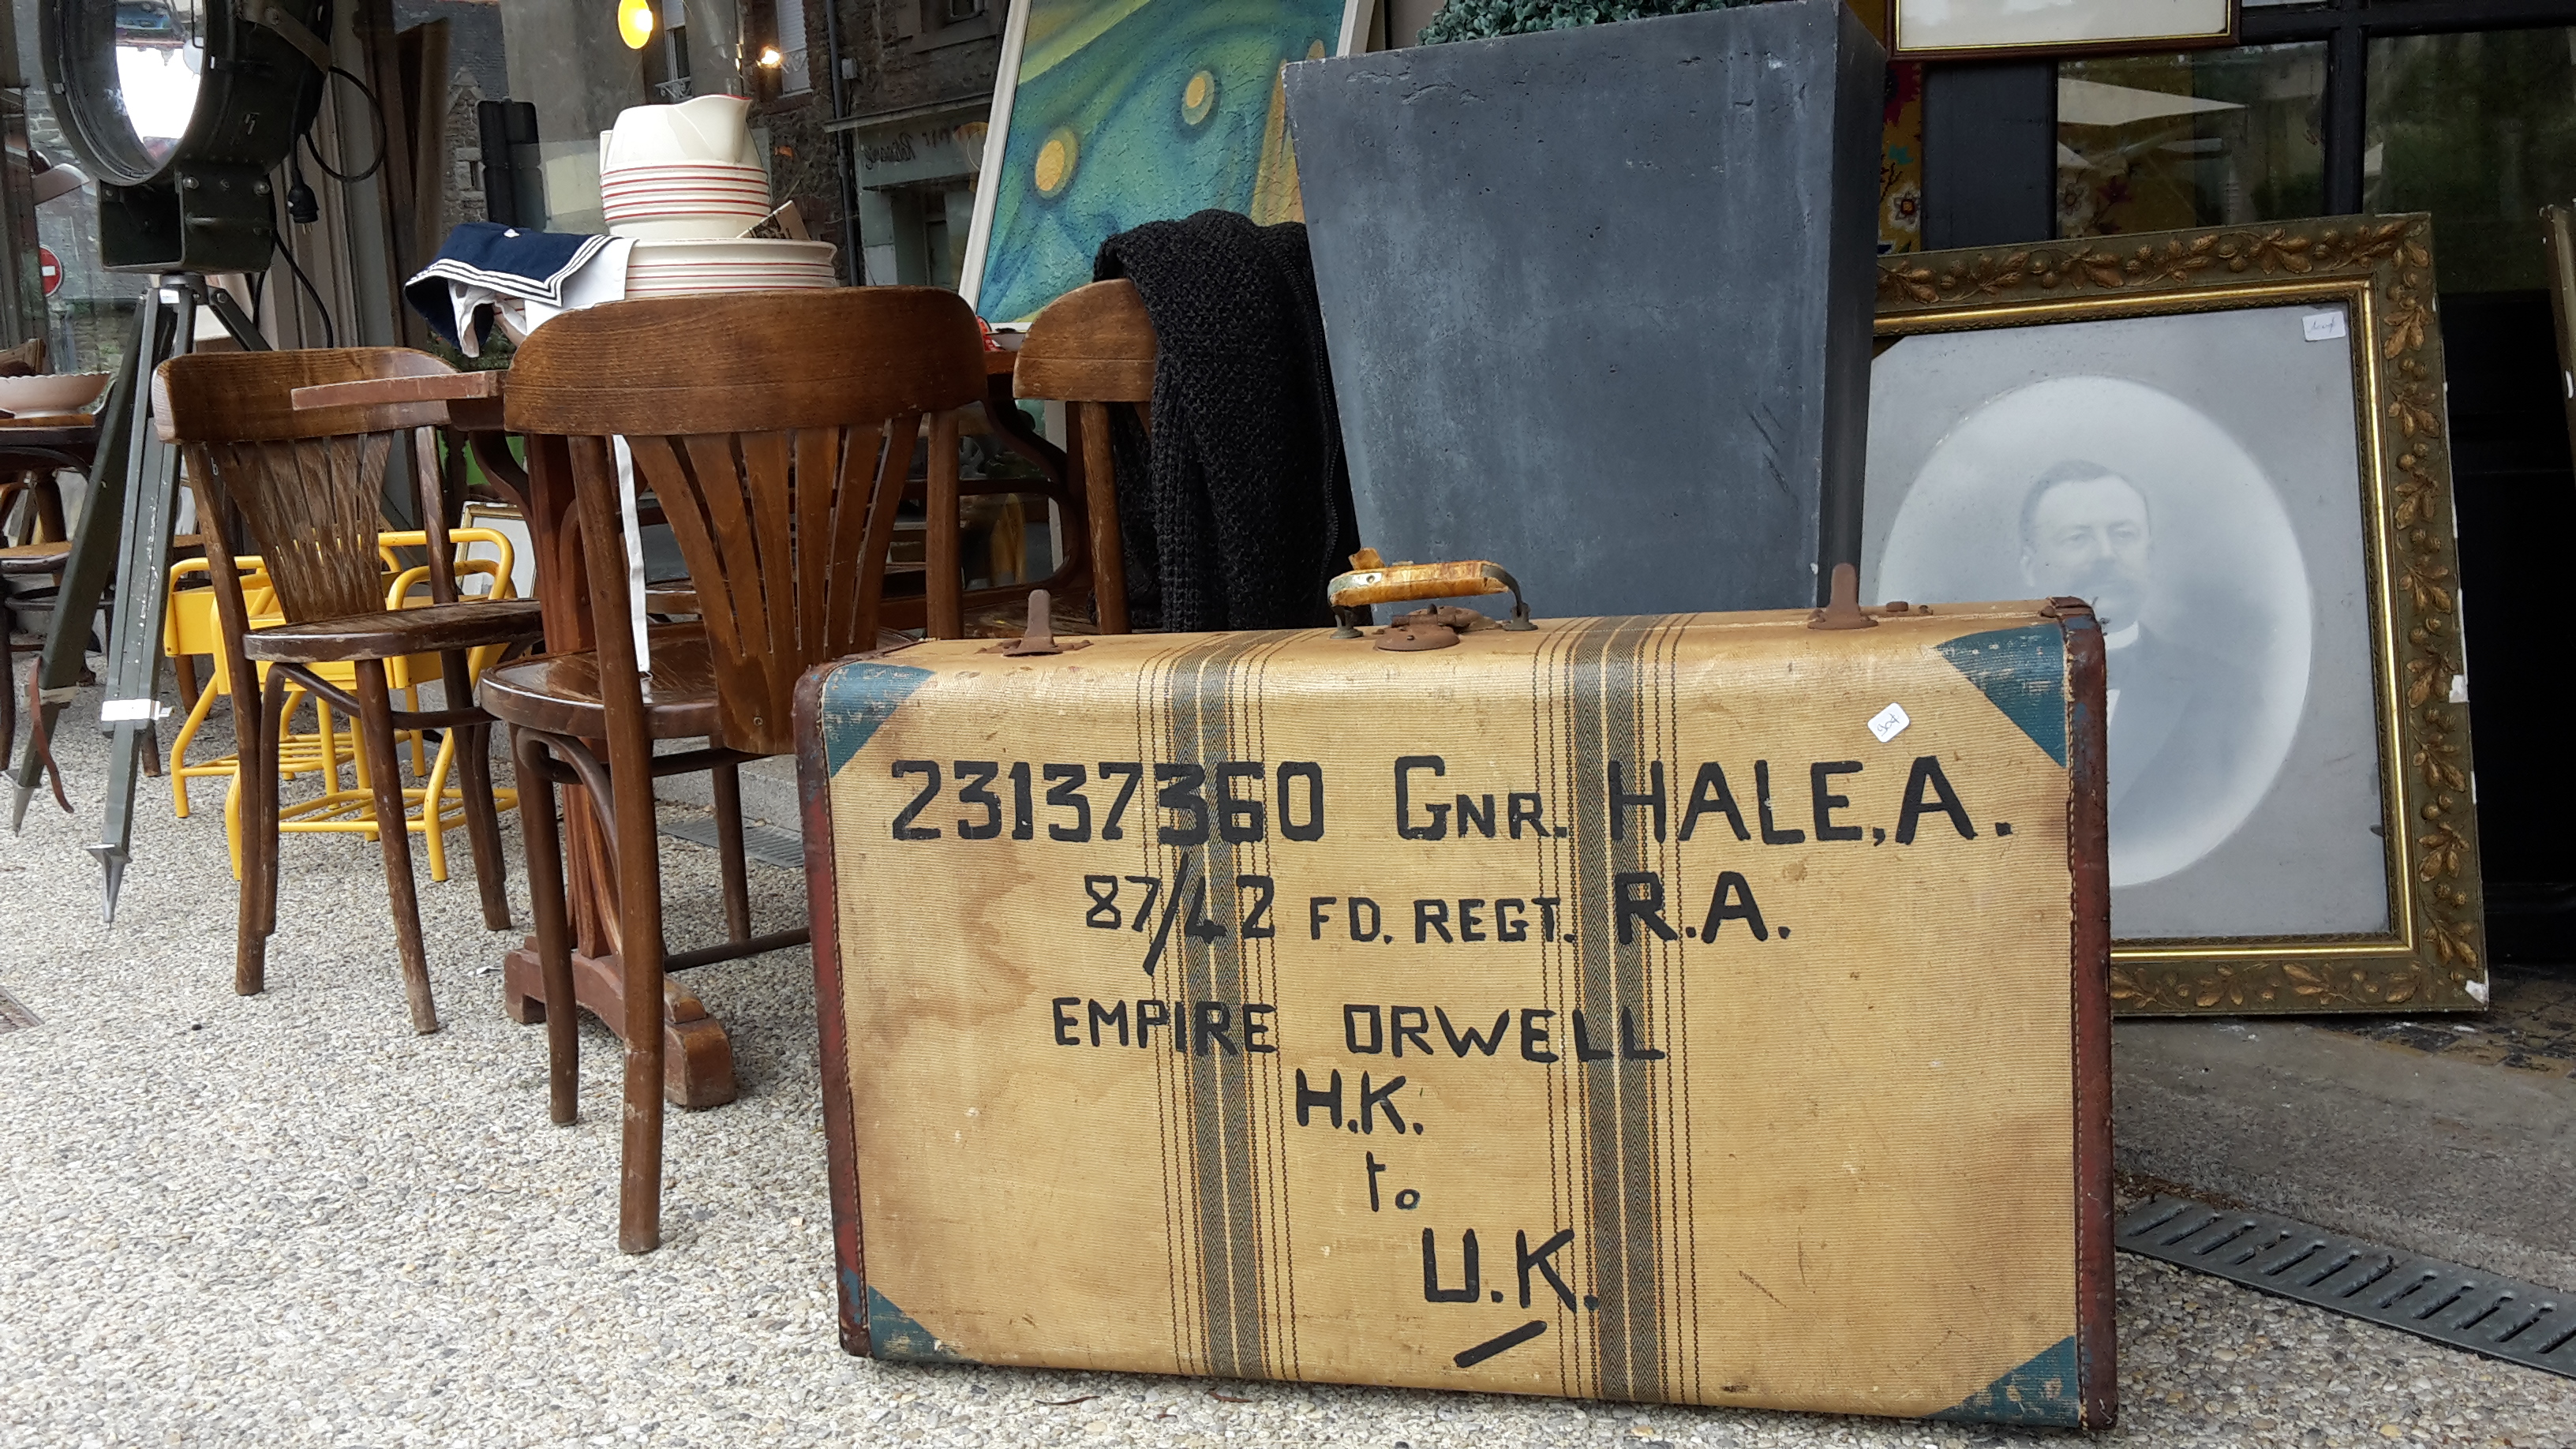 23137360 GNR. HALE, A.
87/42 FD. REGT. R.A.
EMPIRE ORWELL
H.K.
to
U.K.